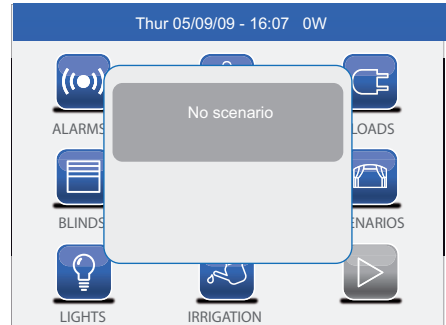 Thur 05/09/09 - 16:07 0W
No scenario
ALARMS
LOADS
BLINDS
ENARIOS
LIGHTS
IRRIGATION